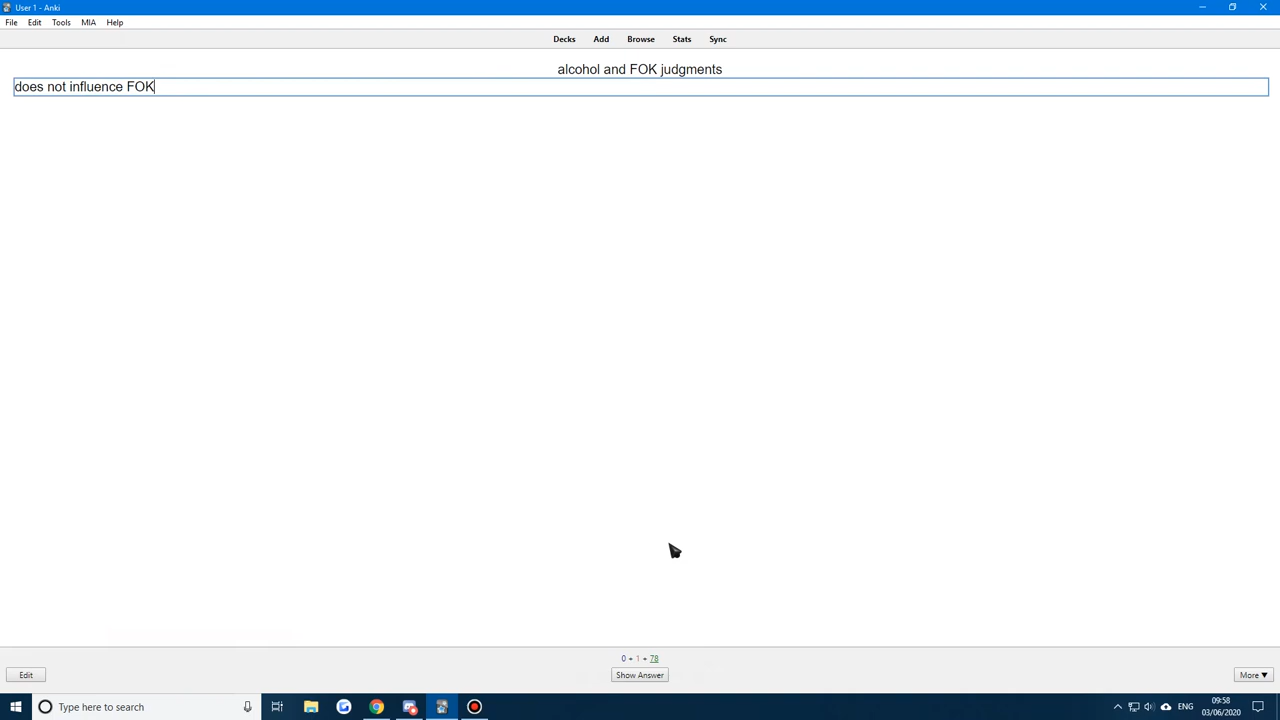 User 1 - Anki
File Edit Tools MIA Help
Decks Add Browse Stats Sync
alcohol and FOK judgments
does not influence FOK
0 + 1 + 78
Edit Show Answer More ▼
Type here to search ENG 09:58
03/06/2020